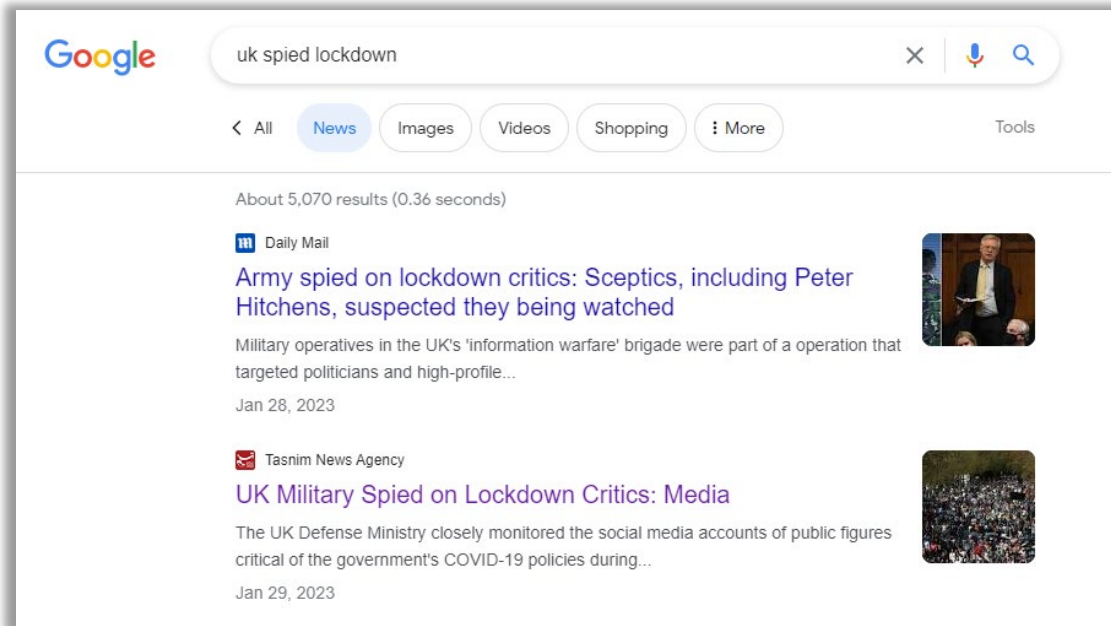 Google
uk spied lockdown
All News Images Videos Shopping More Tools
About 5,070 results (0.36 seconds)
m Daily Mail
Army spied on lockdown critics: Sceptics, including Peter
Hitchens, suspected they being watched
Military operatives in the UK's 'information warfare' brigade were part of a operation that
targeted politicians and high-profile...
Jan 28, 2023
Tasnim News Agency
UK Military Spied on Lockdown Critics: Media
The UK Defense Ministry closely monitored the social media accounts of public figures
critical of the government's COVID-19 policies during...
Jan 29, 2023